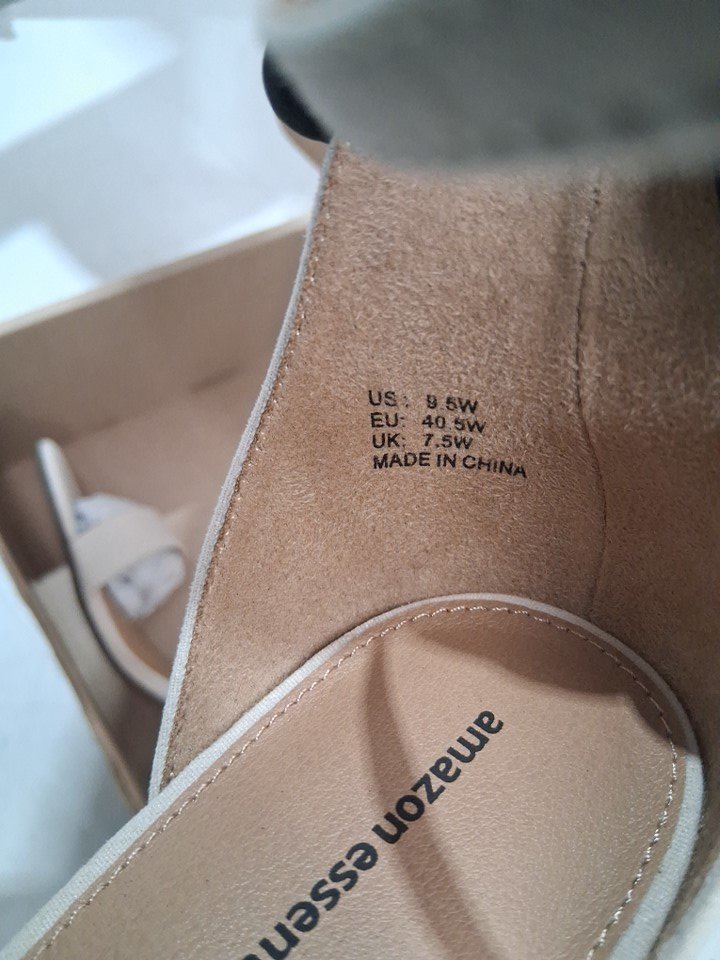 US: 9.5W
EU: 40.5W
UK: 7.5W
MADE IN CHINA
amazon essen